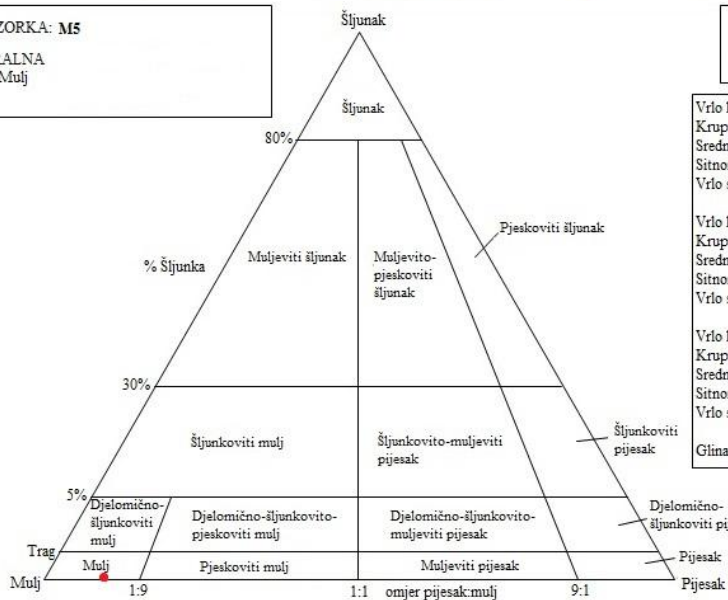 ZORKA: M5
ALNA
Mulj
Šljunak
Šljunak
80%
Pjeskoviti šljunak
% Šljunka
Muljeviti šljunak
Muljevito-
pjeskoviti
šljunak
30%
Šljunkoviti mulj
Šljunkovito-muljeviti
pijesak
Šljunkoviti
pijesak
5%
Djelomično-
šljunkoviti
mulj
Djelomično-šljunkovito-
pjeskoviti mulj
Djelomično-šljunkovito-
muljeviti pijesak
Djelomično-
šljunkoviti
Trag
Mulj
Pjeskoviti mulj
Muljeviti pijesak
Pijesak
Mulj
1:9
1:1
omjer pijesak:mulj
9:1
Pijesak
Vrlo
Krup
Sredn
Sitno
Vrlo
Vrlo
Krup
Sredn
Sitno
Vrlo
Vrlo
Krup
Sredn
Sitno
Vrlo
Glina